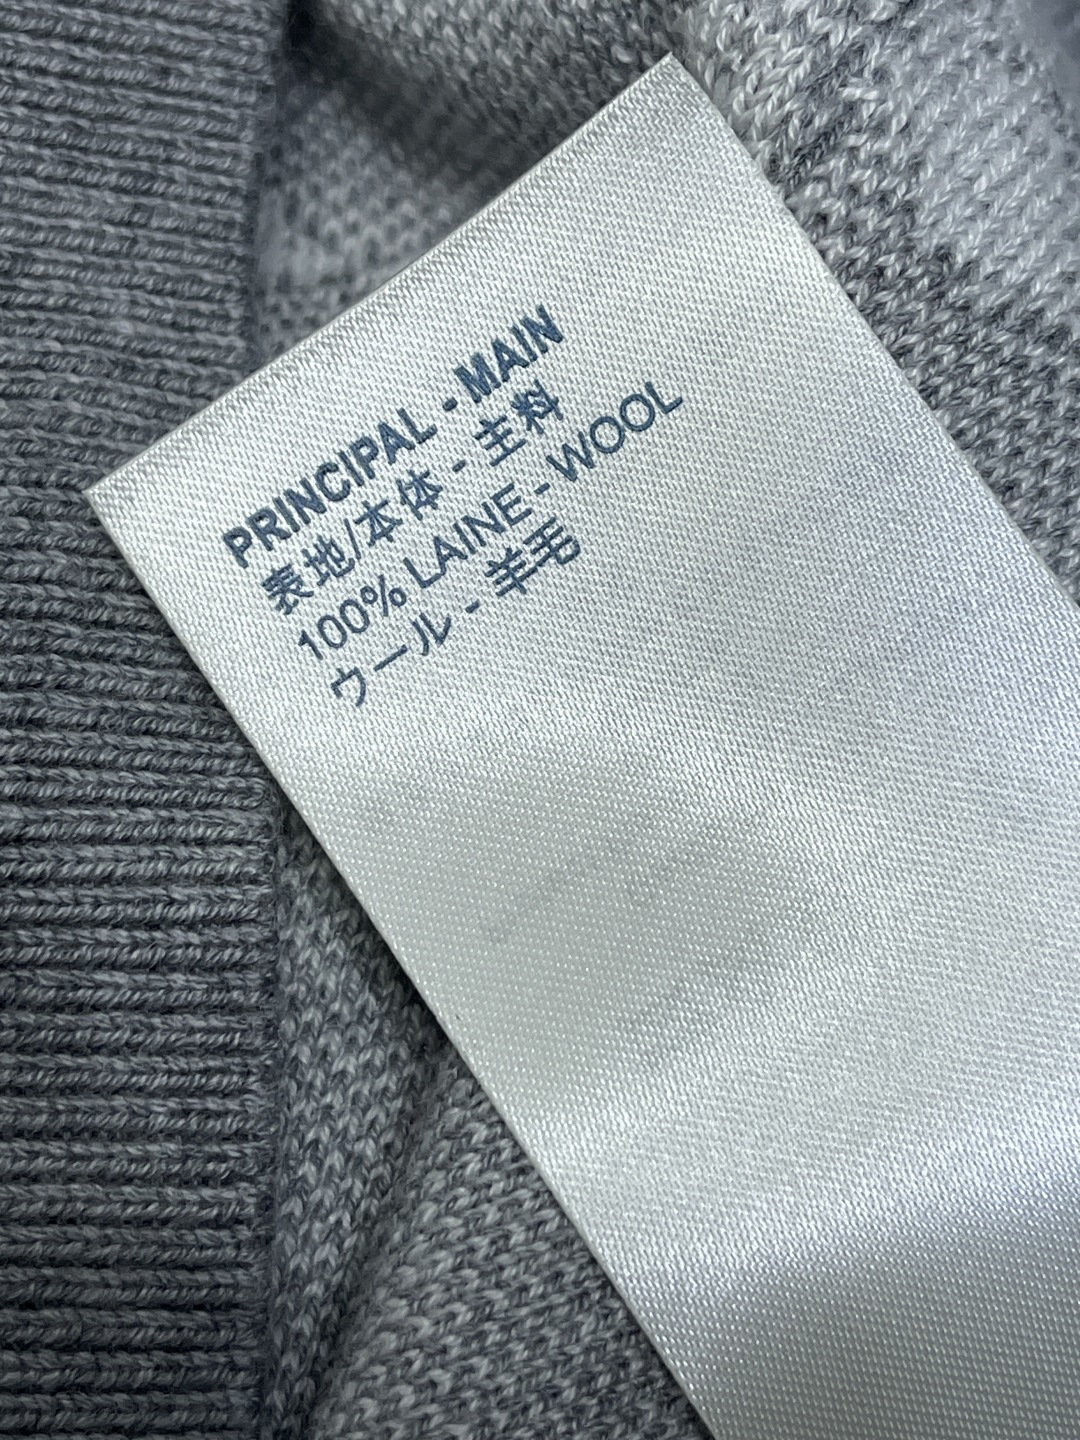 PRINCIPAL - MAIN
表地/本体 - 主料
100% LAINE - WOOL
ウール - 羊毛